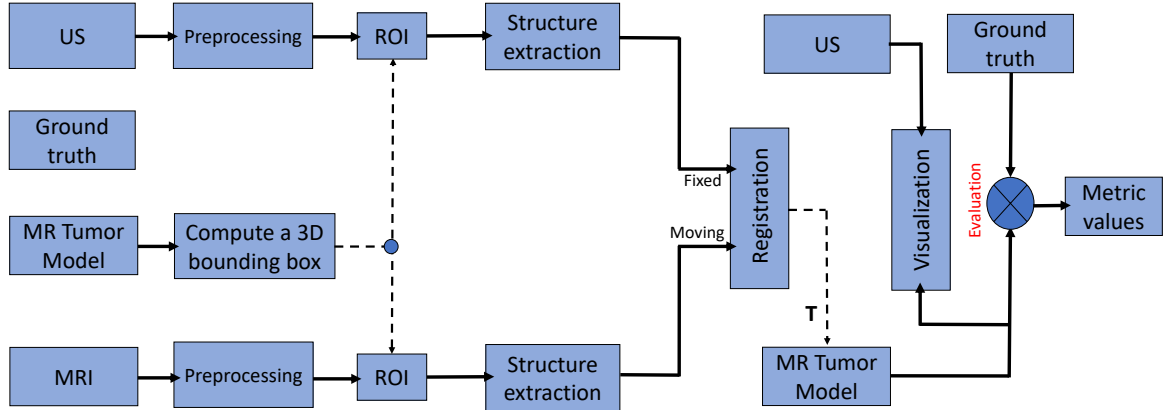 US
Preprocessing
ROI
Structure
extraction
US
Ground
truth
Ground
truth
Fixed
Registration
Visualization
Evaluation
Metric
values
MR Tumor
Model
Compute a 3D
bounding box
Moving
T
MRI
Preprocessing
ROI
Structure
extraction
MR Tumor
Model